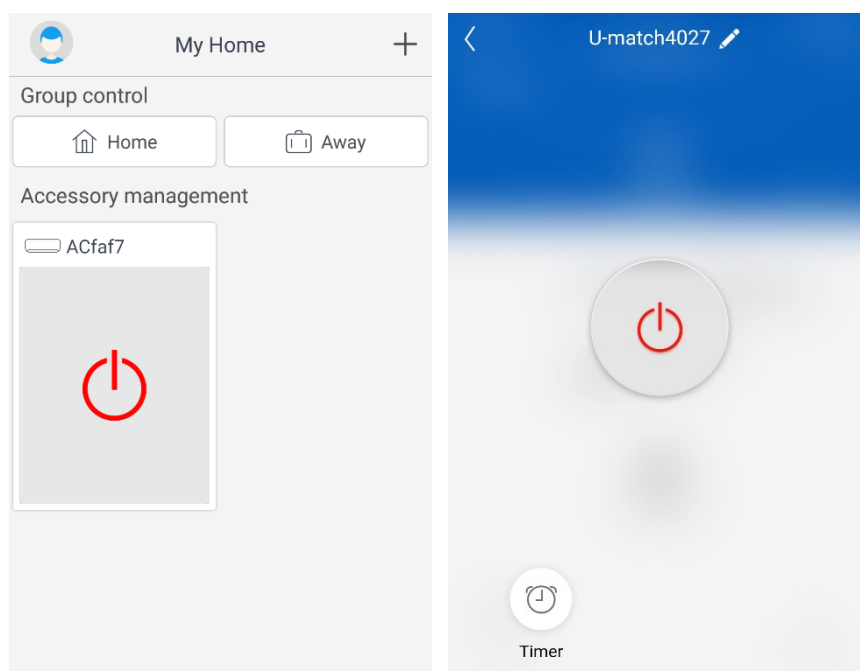 My Home
Group control
Home
Away
Accessory management
ACfaf7
U-match4027
Timer